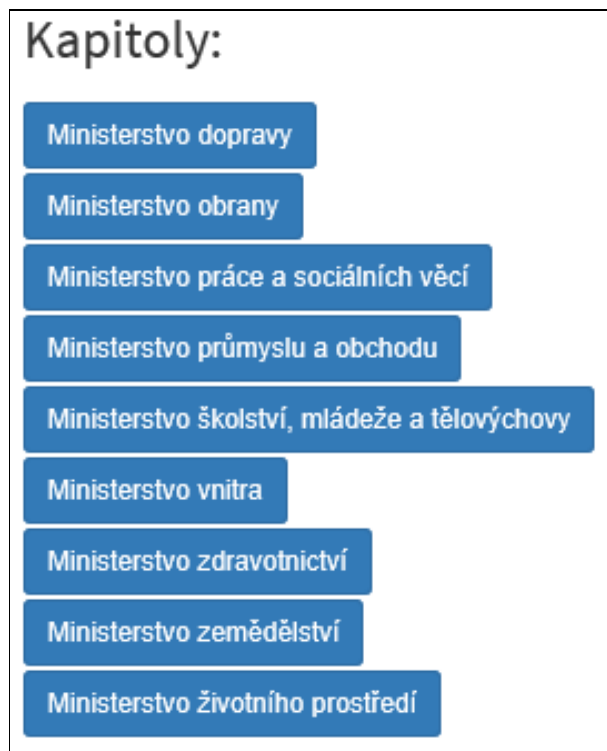 Kapitoly:
Ministerstvo dopravy
Ministerstvo obrany
Ministerstvo práce a sociálních věcí
Ministerstvo průmyslu a obchodu
Ministerstvo školství, mládeže a tělovýchovy
Ministerstvo vnitra
Ministerstvo zdravotnictví
Ministerstvo zemědělství
Ministerstvo životního prostředí